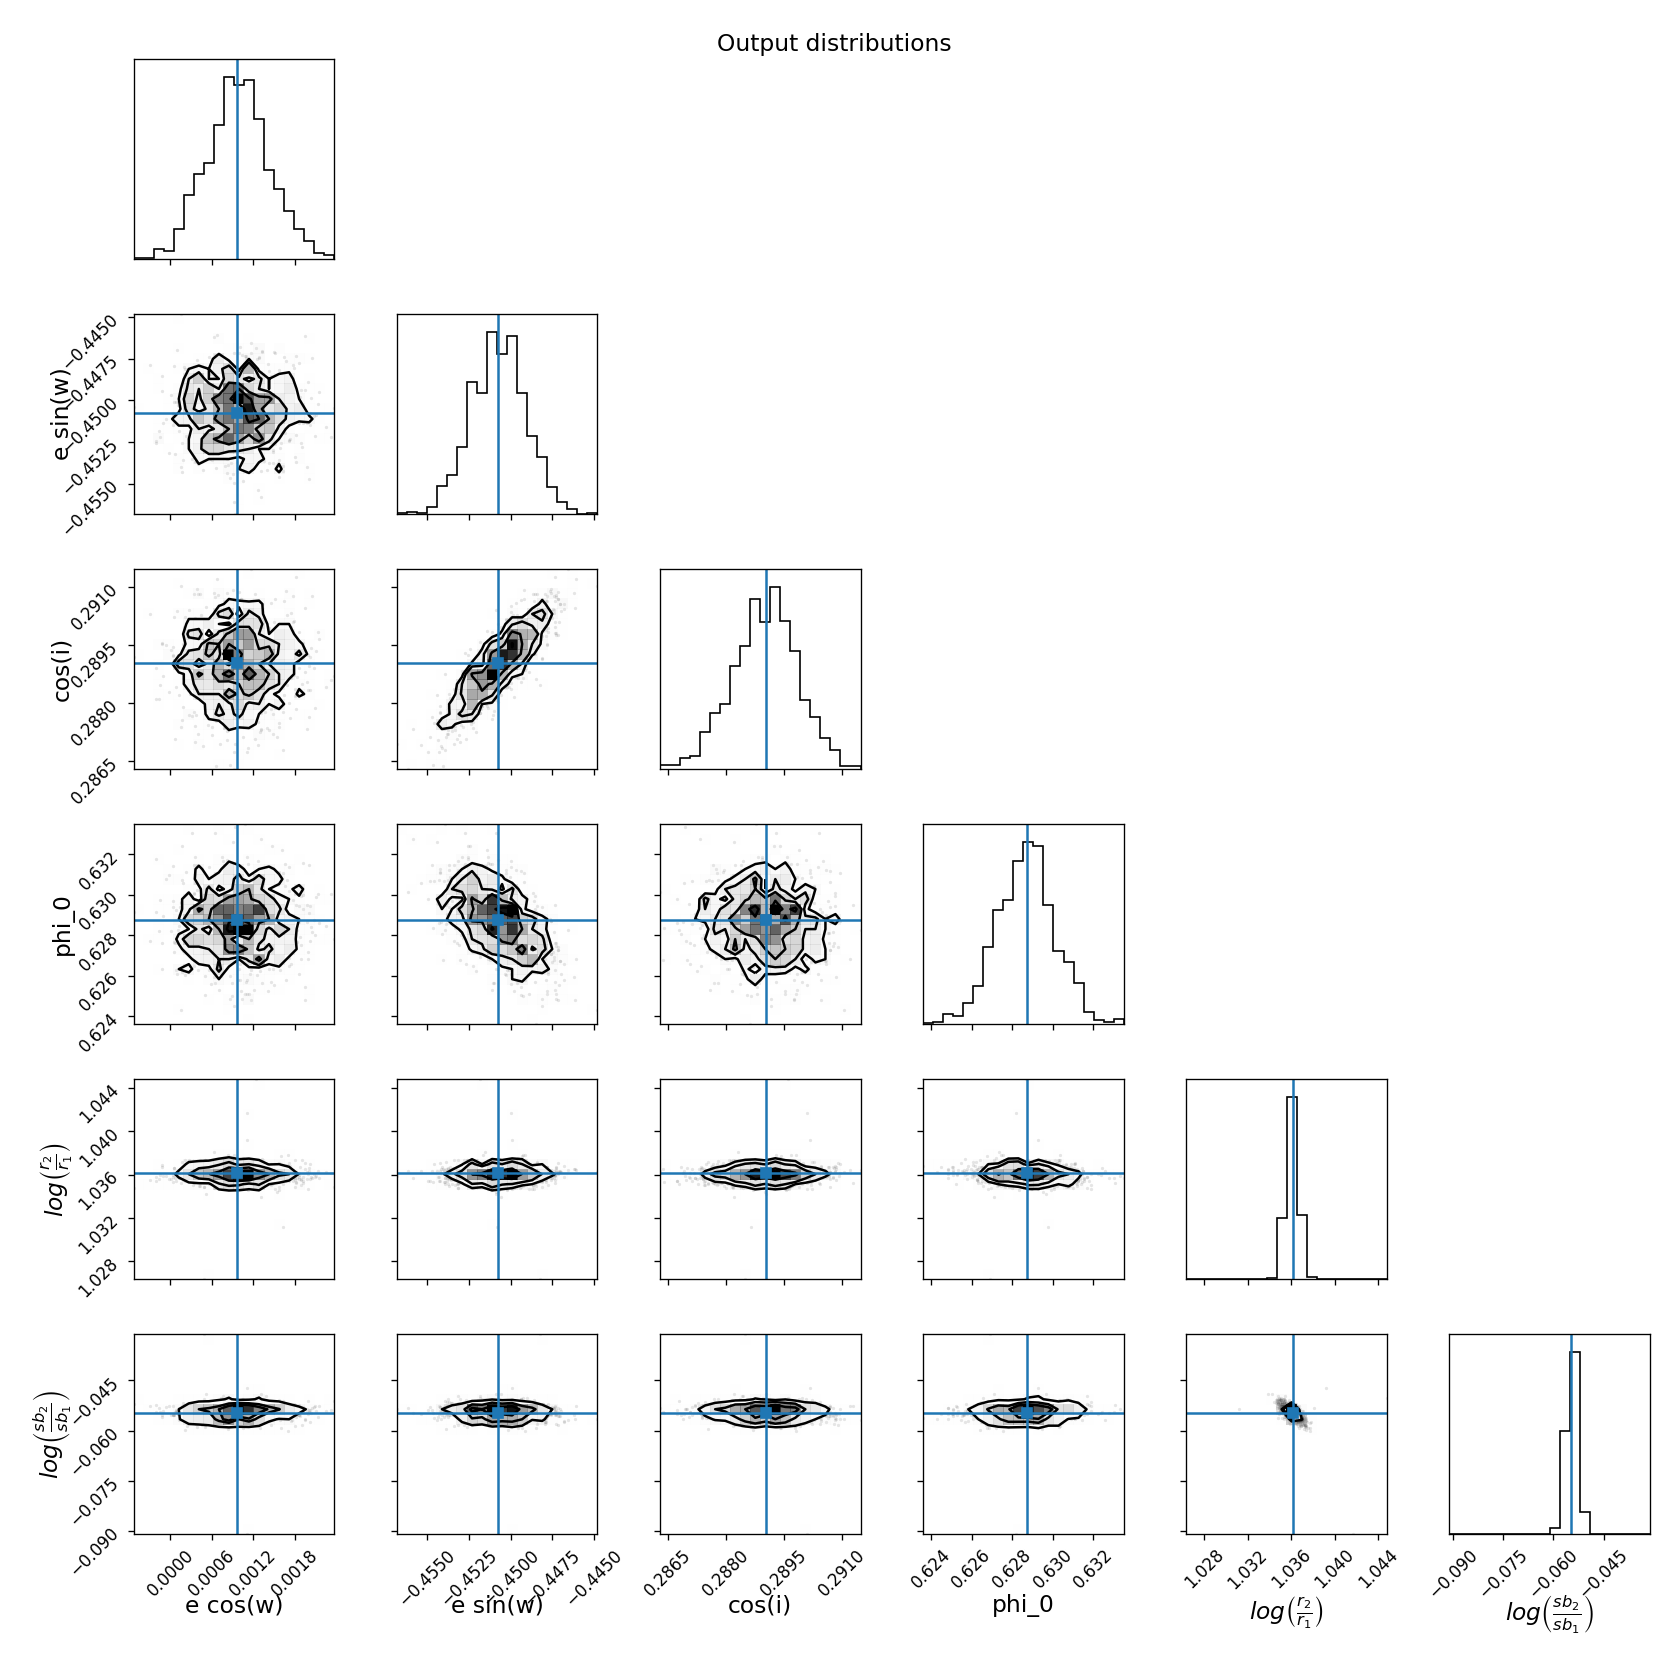 Output distributions
e sin(w)
−0.4450
−0.4475
−0.4500
−0.4525
−0.4550
cos(i)
0.2910
0.2895
0.2880
0.2865
phi_0
0.632
0.630
0.628
0.626
0.624
log(r₂/r₁)
1.044
1.040
1.036
1.032
1.028
log(sb₂/sb₁)
−0.045
−0.060
−0.075
−0.090
0.0000 0.0006 0.0012 0.0018
−0.4550 −0.4525 −0.4500 −0.4475 −0.4450
0.2865 0.2880 0.2895 0.2910
0.624 0.626 0.628 0.630 0.632
1.028 1.032 1.036 1.040 1.044
−0.090 −0.075 −0.060 −0.045
e cos(w)
e sin(w)
cos(i)
phi_0
log(r₂/r₁)
log(sb₂/sb₁)